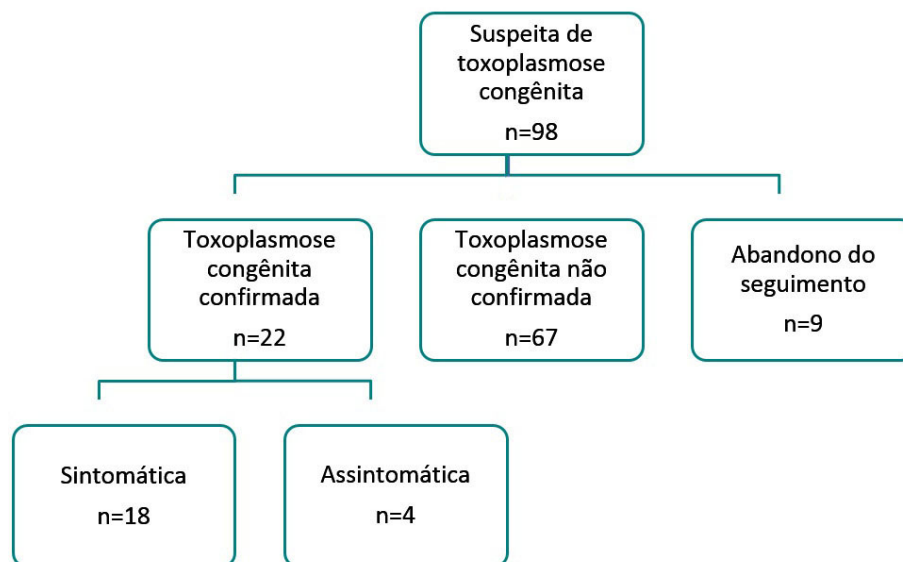 Suspeita de
toxoplasmose
congênita
n=98
Toxoplasmose
congênita
confirmada
n=22
Toxoplasmose
congênita não
confirmada
n=67
Abandono do
seguimento
n=9
Sintomática
n=18
Assintomática
n=4